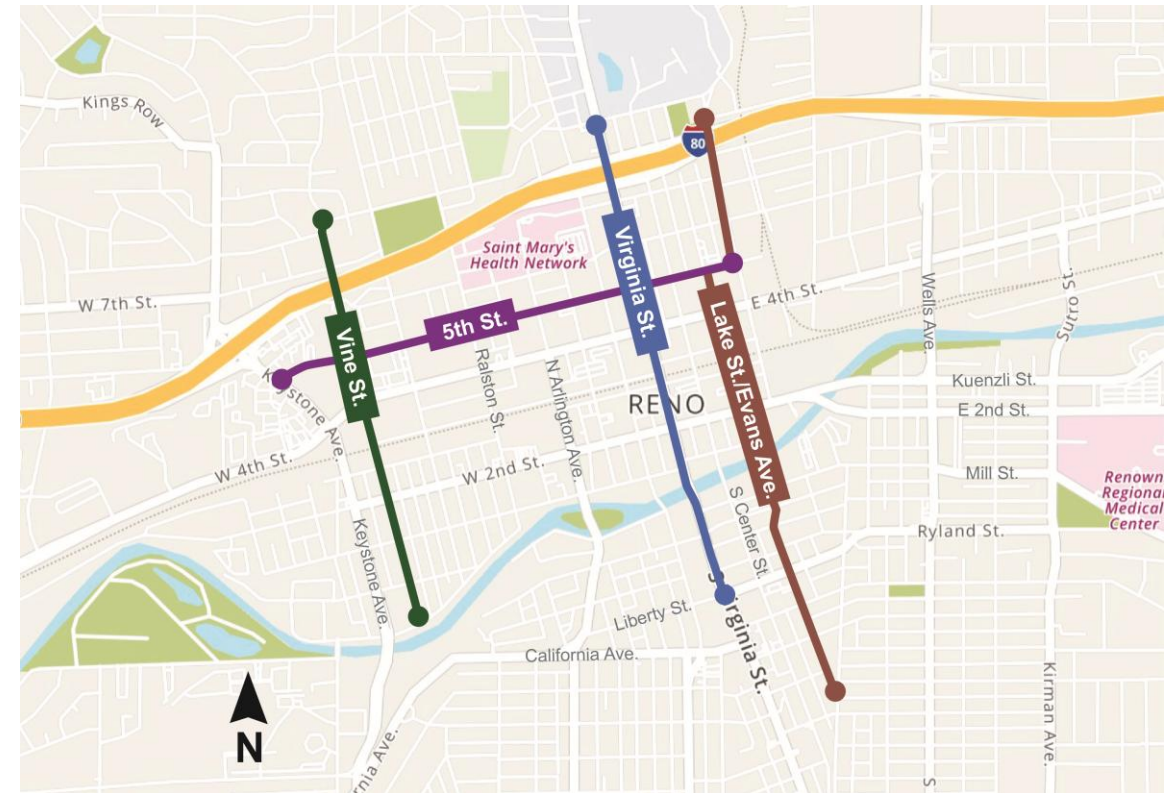 Kings Row
80
Saint Mary's
Health Network
W 7th St.
Virginia St.
5th St.
Vine St.
Lake St./Evans Ave.
E 4th St.
Wells Ave.
Sutro St.
Ralston St.
N Arlington Ave.
Keystone Ave.
RENO
Kuenzli St.
E 2nd St.
W 4th St.
W 2nd St.
Mill St.
Renown
Regional
Medical
Center
S Center St.
Ryland St.
Keystone Ave.
Liberty St.
California Ave.
S Virginia St.
Kirman Ave.
N
rnia Ave.
S